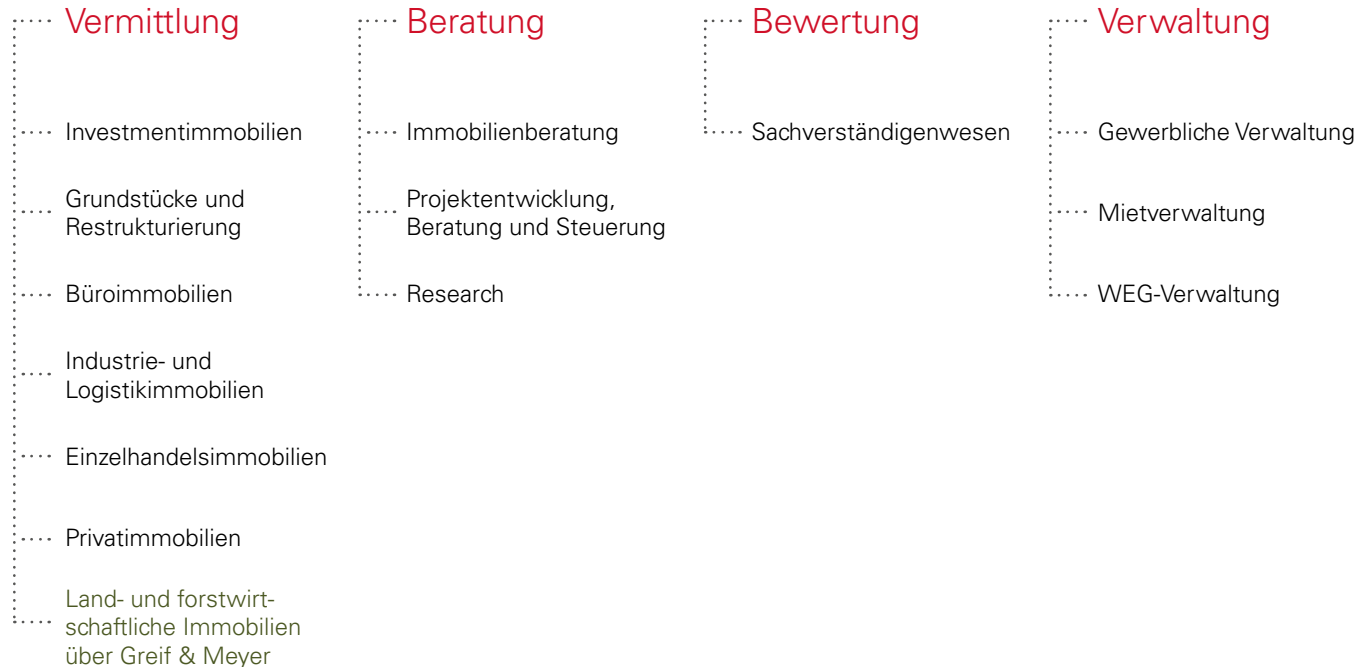 Vermittlung
Investmentimmobilien
Grundstücke und
Restrukturierung
Büroimmobilien
Industrie- und
Logistikimmobilien
Einzelhandelsimmobilien
Privatimmobilien
Land- und forstwirt-
schaftliche Immobilien
über Greif & Meyer
Beratung
Immobilienberatung
Projektentwicklung,
Beratung und Steuerung
Research
Bewertung
Sachverständigenwesen
Verwaltung
Gewerbliche Verwaltung
Mietverwaltung
WEG-Verwaltung